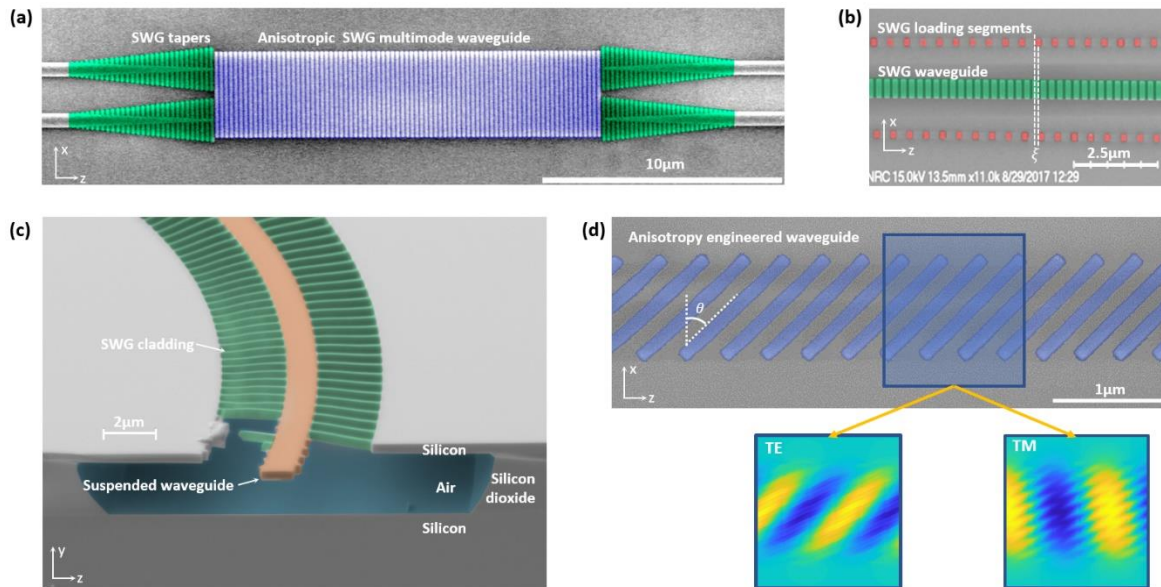 (a)
SWG tapers
Anisotropic SWG multimode waveguide
x
z
10µm
(b)
SWG loading segments
SWG waveguide
x
z
ξ
2.5µm
NRC 15.0kV 13.5mm x11.0k 8/29/2017 12:29
(c)
SWG cladding
2µm
Suspended waveguide
Silicon
Air
Silicon
dioxide
Silicon
y
z
(d)
Anisotropy engineered waveguide
θ
x
z
1µm
TE
TM